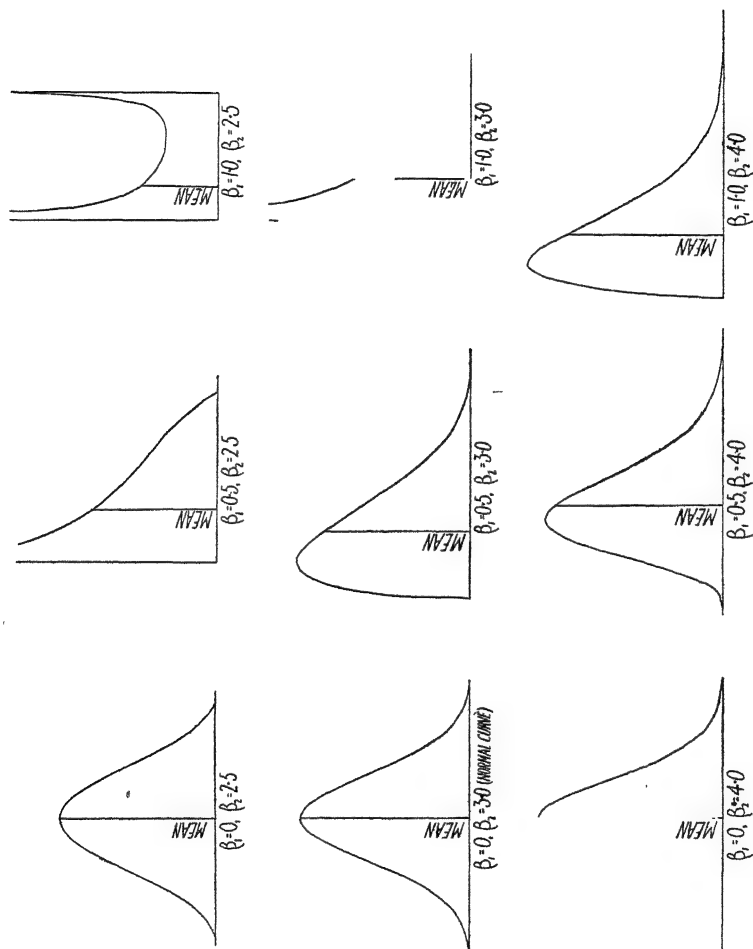 MEAN
MEAN
MEAN
β₁=0, β₂=2·5
β₁=0·5, β₂=2·5
β₁=1·0, β₂=2·5
MEAN
MEAN
MEAN
β₁=0, β₂=3·0 (NORMAL CURVE)
β₁=0·5, β₂=3·0
β₁=1·0, β₂=3·0
MEAN
MEAN
MEAN
β₁=0, β₂=4·0
β₁=0·5, β₂=4·0
β₁=1·0, β₂=4·0